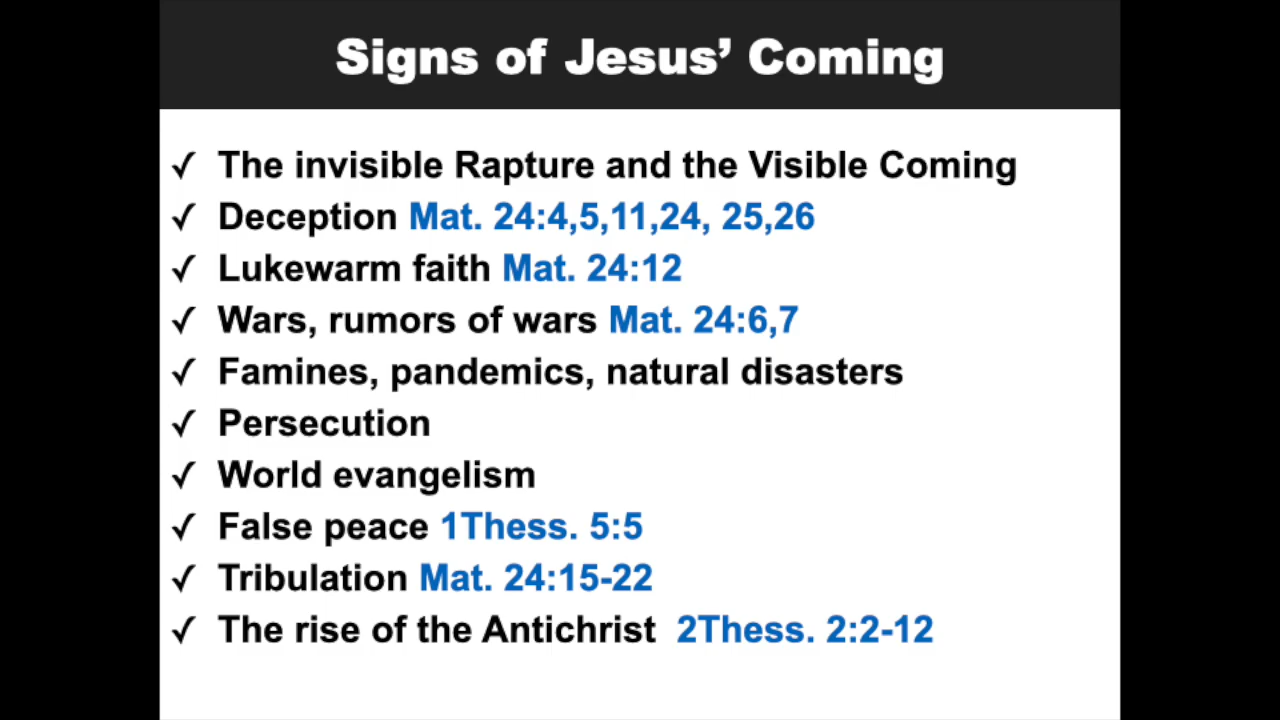 Signs of Jesus’ Coming
✓ The invisible Rapture and the Visible Coming
✓ Deception Mat. 24:4,5,11,24, 25,26
✓ Lukewarm faith Mat. 24:12
✓ Wars, rumors of wars Mat. 24:6,7
✓ Famines, pandemics, natural disasters
✓ Persecution
✓ World evangelism
✓ False peace 1Thess. 5:5
✓ Tribulation Mat. 24:15-22
✓ The rise of the Antichrist 2Thess. 2:2-12